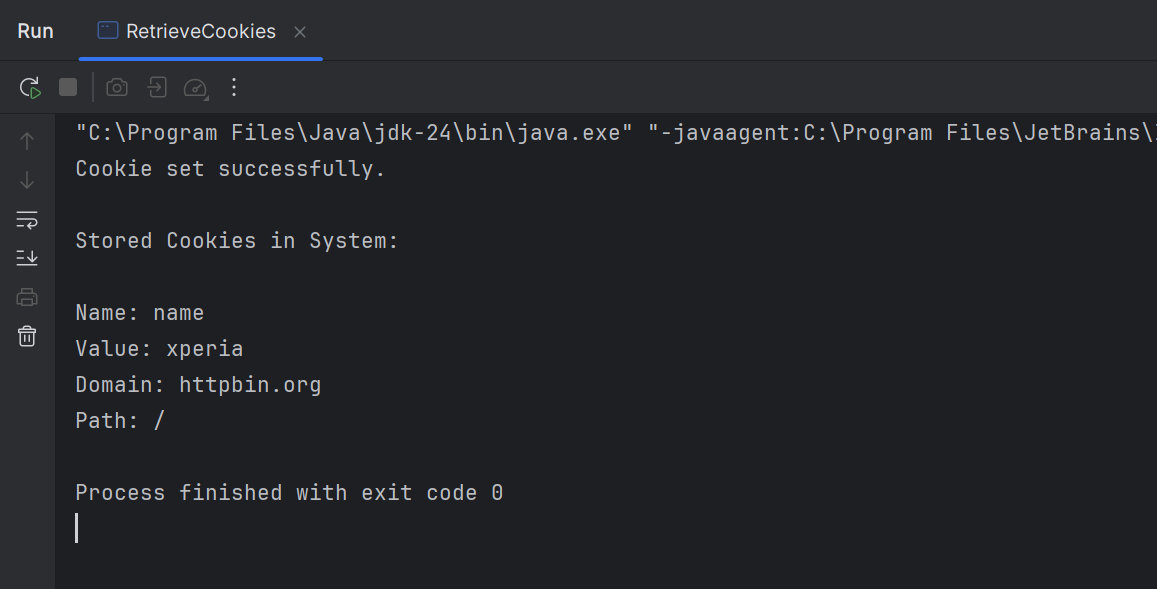 Run
RetrieveCookies
"C:\Program Files\Java\jdk-24\bin\java.exe" "-javaagent:C:\Program Files\JetBrains\
Cookie set successfully.
Stored Cookies in System:
Name: name
Value: xperia
Domain: httpbin.org
Path: /
Process finished with exit code 0